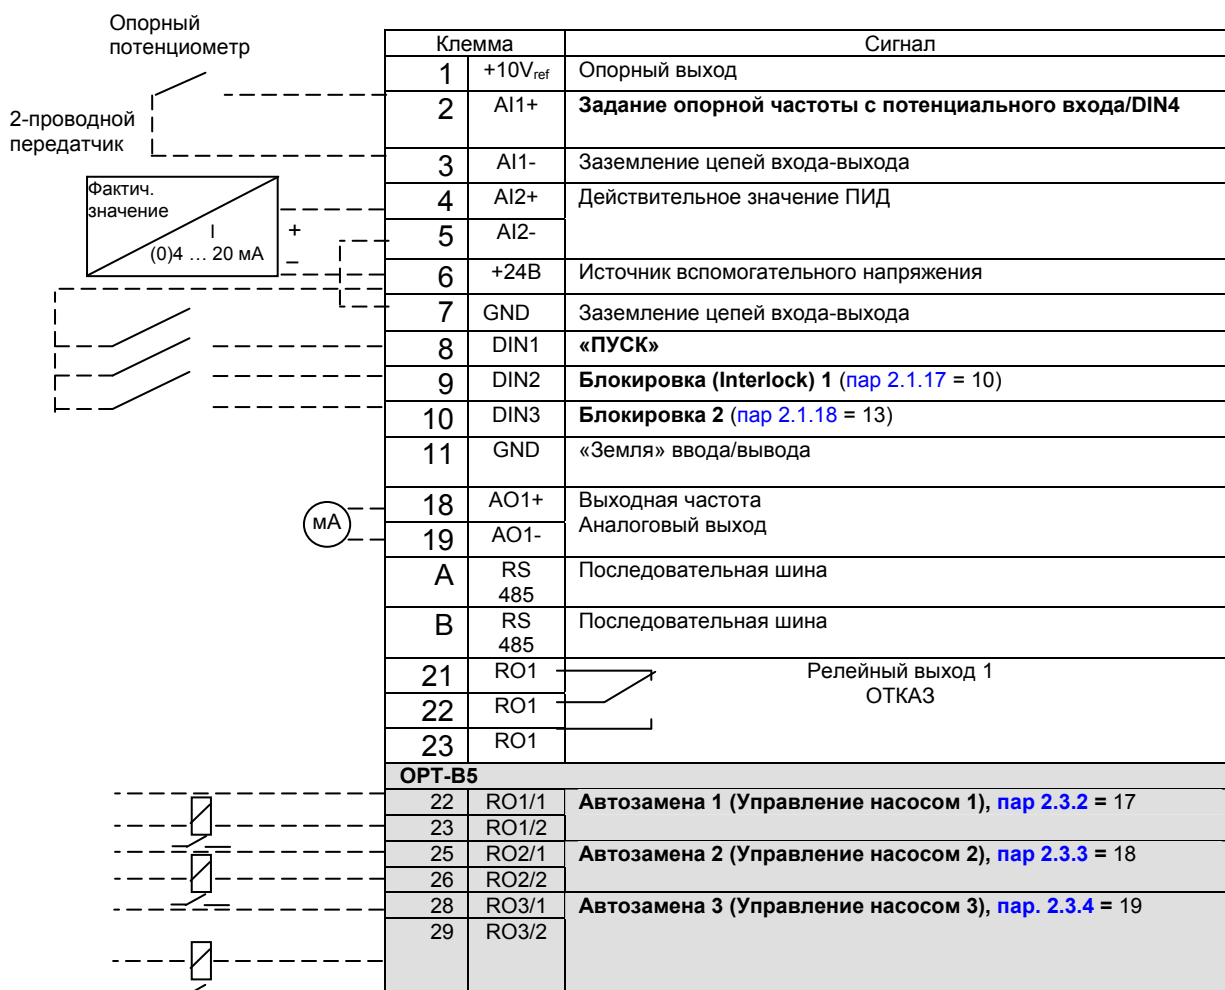 Опорный
потенциометр
2-проводной
передатчик
Фактич.
значение
I
(0)4 … 20 мА
+
–
мА
Клемма Сигнал
1 +10Vref Опорный выход
2 AI1+ Задание опорной частоты с потенциального входа/DIN4
3 AI1- Заземление цепей входа-выхода
4 AI2+ Действительное значение ПИД
5 AI2-
6 +24В Источник вспомогательного напряжения
7 GND Заземление цепей входа-выхода
8 DIN1 «ПУСК»
9 DIN2 Блокировка (Interlock) 1 (пар 2.1.17 = 10)
10 DIN3 Блокировка 2 (пар 2.1.18 = 13)
11 GND «Земля» ввода/вывода
18 AO1+ Выходная частота
Аналоговый выход
19 AO1-
A RS
485 Последовательная шина
B RS
485 Последовательная шина
21 RO1 Релейный выход 1
ОТКАЗ
22 RO1
23 RO1
OPT-B5
22 RO1/1 Автозамена 1 (Управление насосом 1), пар 2.3.2 = 17
23 RO1/2
25 RO2/1 Автозамена 2 (Управление насосом 2), пар 2.3.3 = 18
26 RO2/2
28 RO3/1 Автозамена 3 (Управление насосом 3), пар. 2.3.4 = 19
29 RO3/2